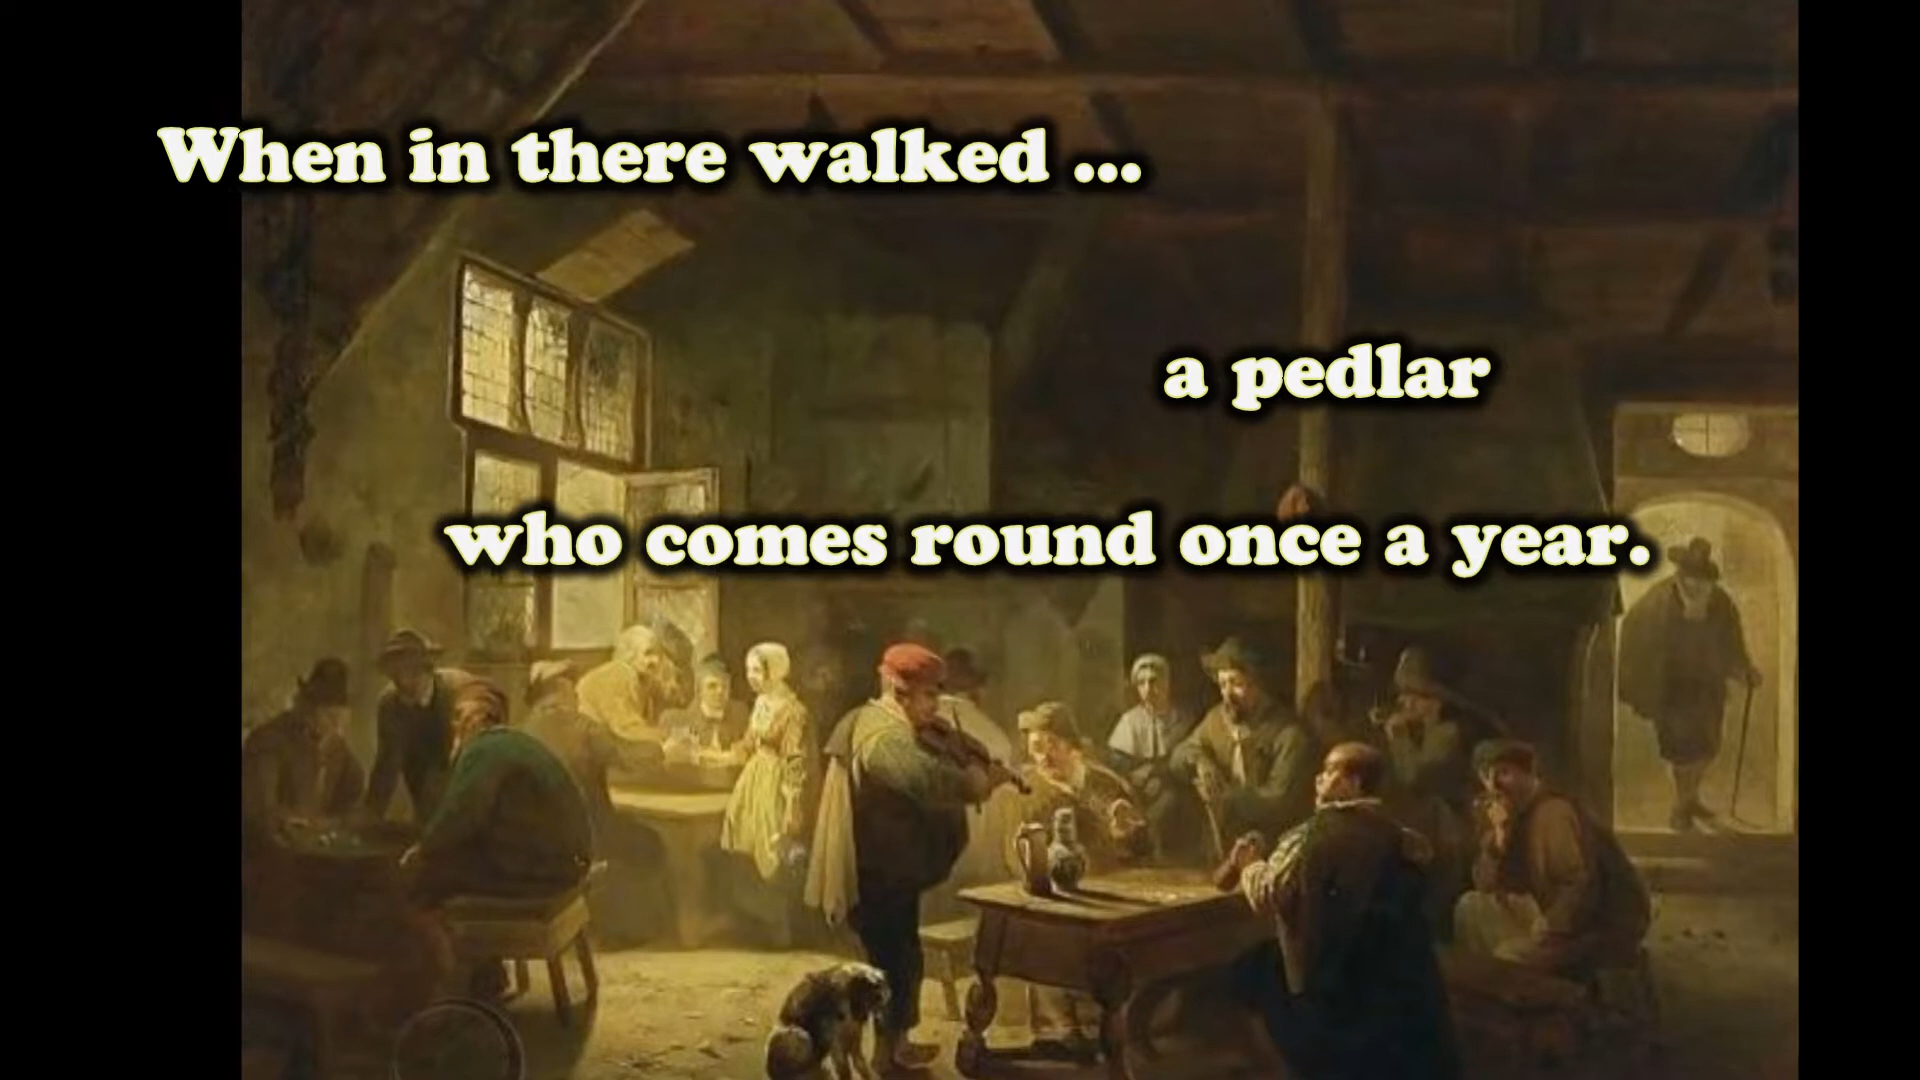 When in there walked ...
a pedlar
who comes round once a year.